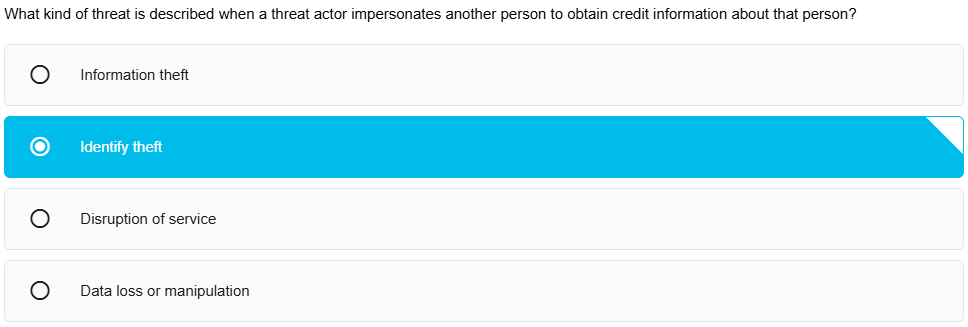 What kind of threat is described when a threat actor impersonates another person to obtain credit information about that person?
Information theft
Identify theft
Disruption of service
Data loss or manipulation